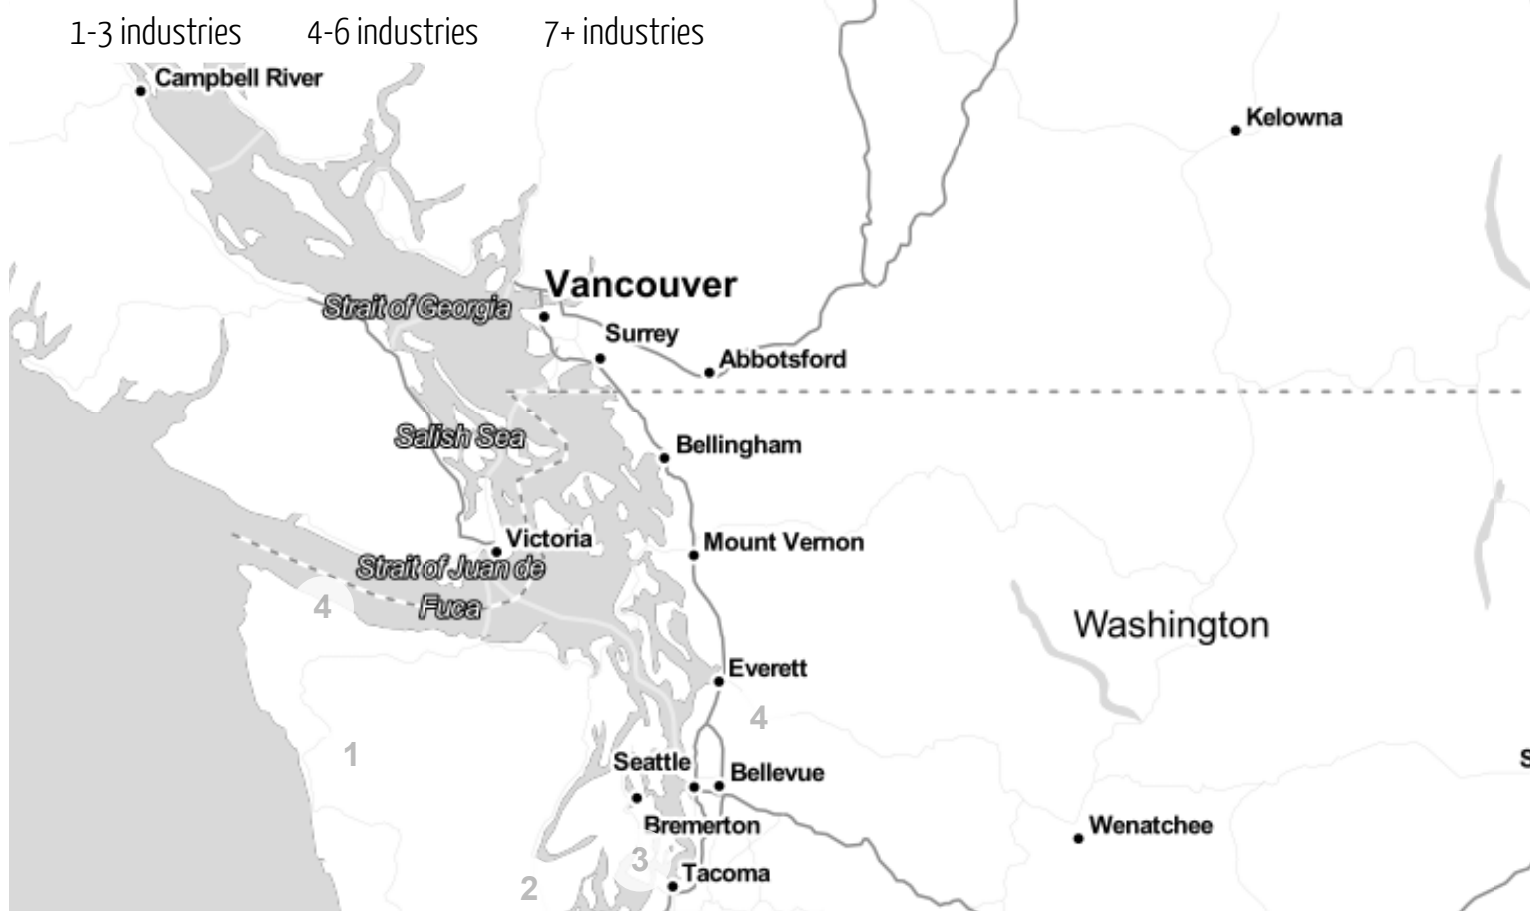 1-3 industries 4-6 industries 7+ industries
Campbell River
Kelowna
Vancouver
Strait of Georgia
Surrey
Abbotsford
Salish Sea
Bellingham
Victoria
Mount Vernon
Strait of Juan de
Fuca
4
Washington
Everett
4
1
Seattle
Bellevue
Bremerton
Wenatchee
3
Tacoma
2